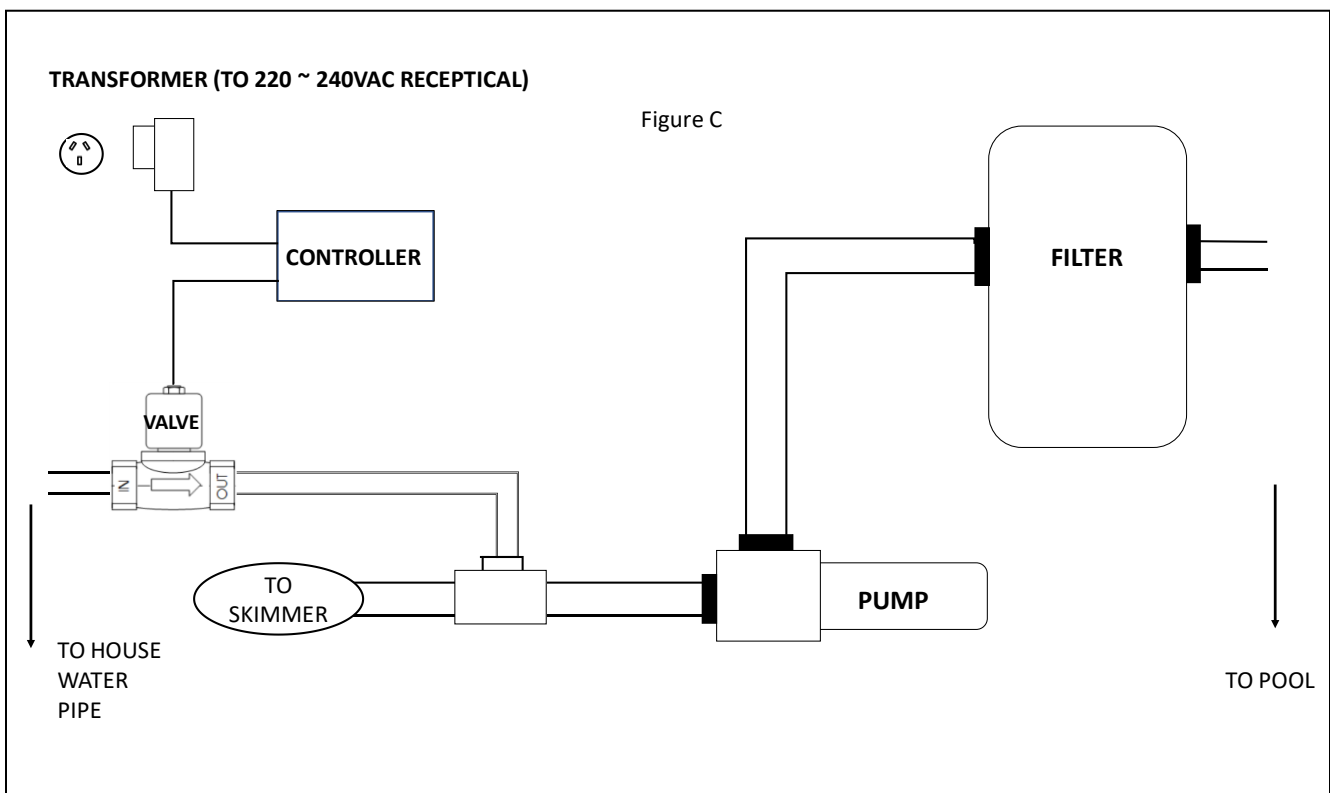 TRANSFORMER (TO 220 ~ 240VAC RECEPTICAL)
Figure C
CONTROLLER
FILTER
VALVE
IN
OUT
TO
SKIMMER
PUMP
TO HOUSE
WATER
PIPE
TO POOL